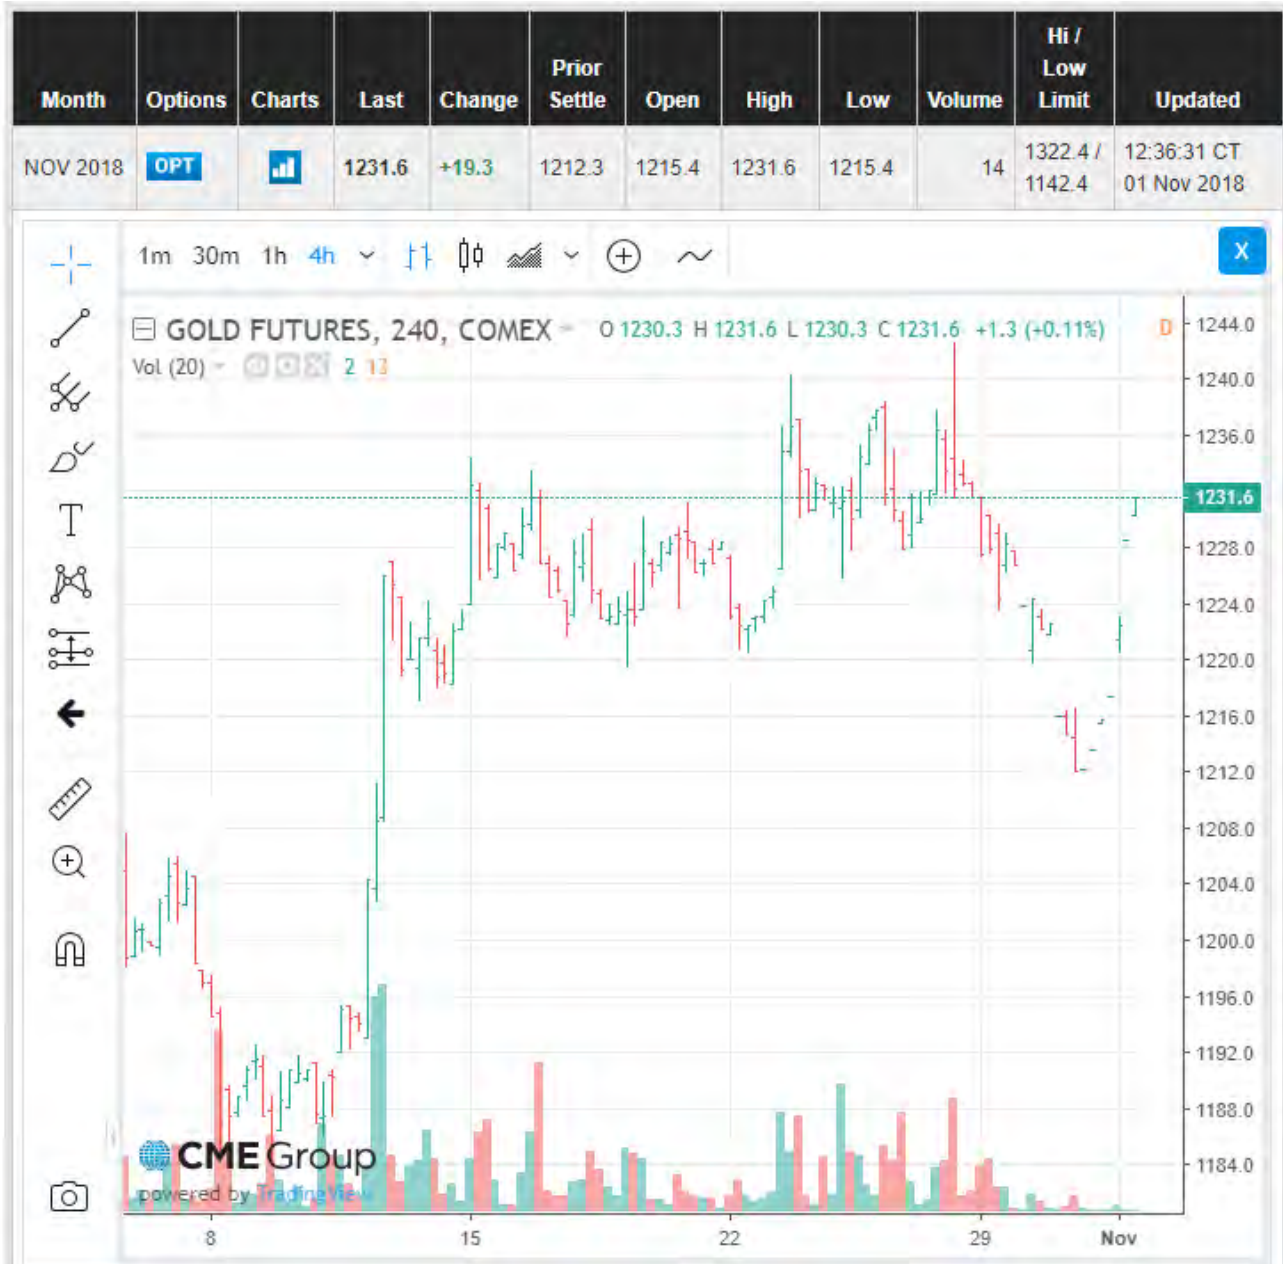 Hi /
Prior Low
Month Options Charts Last Change Settle Open High Low Volume Limit Updated
NOV 2018 OPT 1231.6 +19.3 1212.3 1215.4 1231.6 1215.4 14 1322.4 / 1142.4 12:36:31 CT 01 Nov 2018
1m 30m 1h 4h X
GOLD FUTURES, 240, COMEX O 1230.3 H 1231.6 L 1230.3 C 1231.6 +1.3 (+0.11%) D
Vol (20) 2 13
T
1244.0
1240.0
1236.0
1231.6
1228.0
1224.0
1220.0
1216.0
1212.0
1208.0
1204.0
1200.0
1196.0
1192.0
1188.0
1184.0
CME Group
powered by TradingView
8 15 22 29 Nov